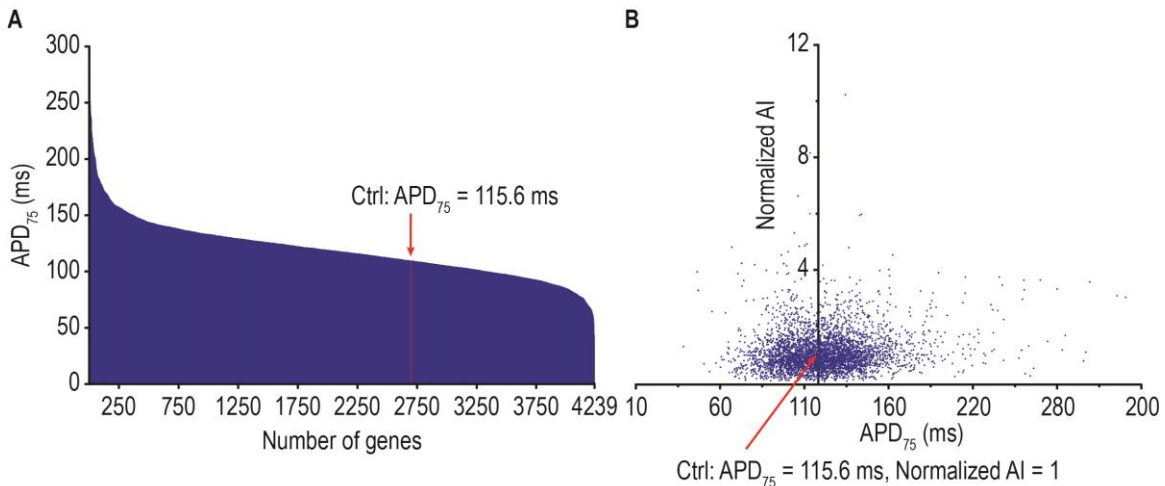 A
B
300
250
200
150
100
50
0
APD75 (ms)
Ctrl: APD75 = 115.6 ms
250 750 1250 1750 2250 2750 3250 3750 4239
Number of genes
12
8
4
Normalized AI
10 60 110 160 220 280 200
APD75 (ms)
Ctrl: APD75 = 115.6 ms, Normalized AI = 1